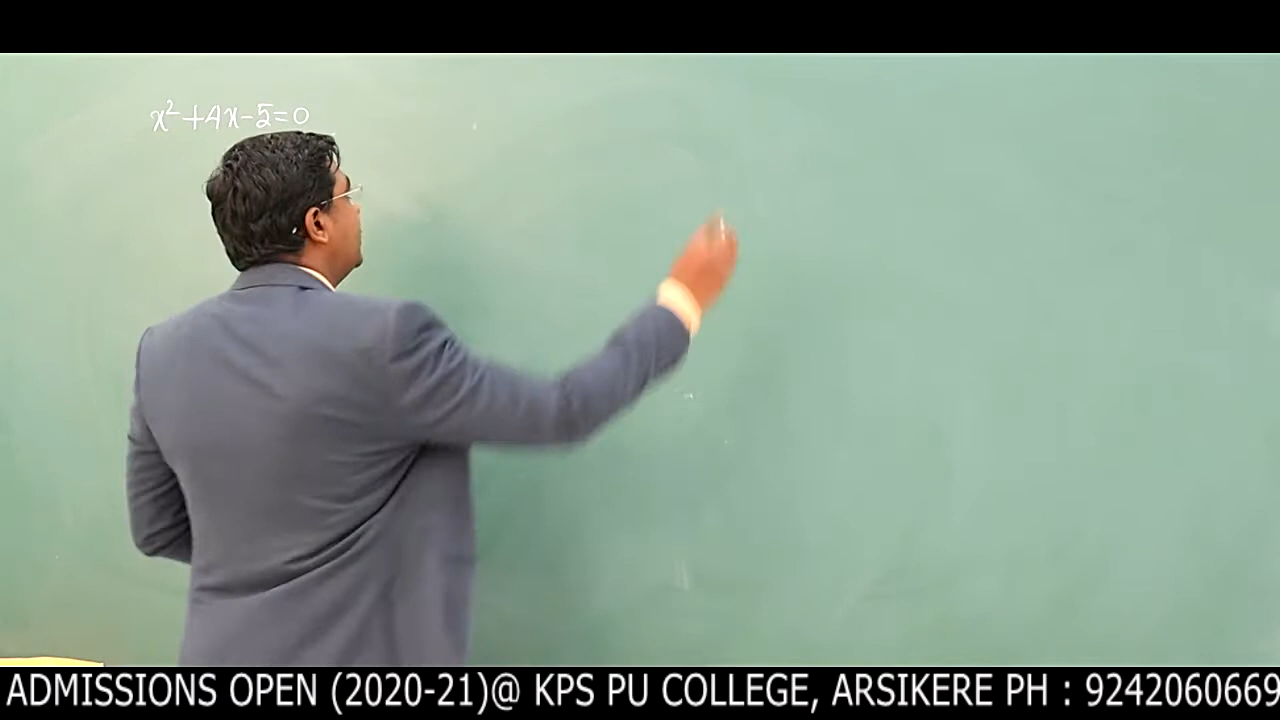 x²+4x-5=0
ADMISSIONS OPEN (2020-21)@ KPS PU COLLEGE, ARSIKERE PH : 9242060669